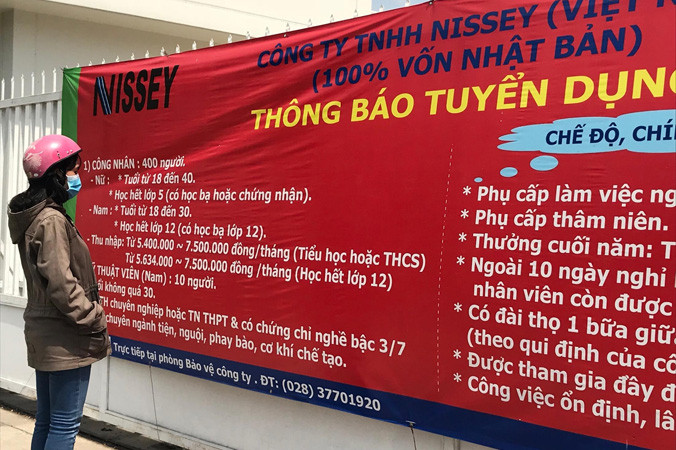 NISSEY
CÔNG TY TNHH NISSEY (VIỆT N
(100% VỐN NHẬT BẢN)
THÔNG BÁO TUYỂN DỤNG
1) CÔNG NHÂN : 400 người.
- Nữ : * Tuổi từ 18 đến 40.
* Học hết lớp 5 (có học bạ hoặc chứng nhận).
- Nam : * Tuổi từ 18 đến 30.
* Học hết lớp 12 (có học bạ lớp 12).
- Thu nhập: Từ 5.400.000 ~ 7.500.000 đồng/tháng (Tiểu học hoặc THCS)
Từ 5.634.000 ~ 7.500.000 đồng/tháng (Học hết lớp 12)
THUẬT VIÊN (Nam) : 10 người.
ổi không quá 30.
TH chuyên nghiệp hoặc TN THPT & có chứng chỉ nghề bậc 3/7
chuyên ngành tiện, nguội, phay bào, cơ khí chế tạo.
Trực tiếp tại phòng Bảo vệ công ty . ĐT: (028) 37701920
CHẾ ĐỘ, CHÍN
* Phụ cấp làm việc ng
* Phụ cấp thâm niên.
* Thưởng cuối năm: T
* Ngoài 10 ngày nghỉ
nhân viên còn được
* Có đài thọ 1 bữa giữa
(theo qui định của cô
* Được tham gia đầy đ
* Công việc ổn định, lâ